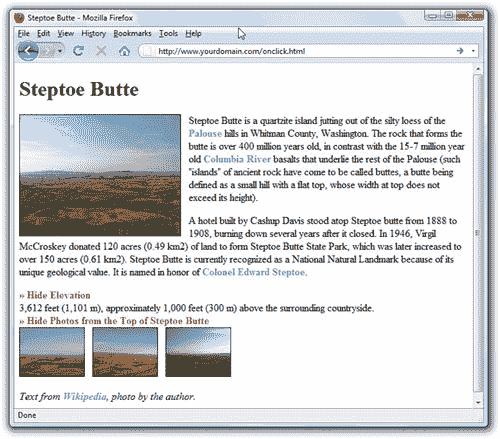 Steptoe Butte - Mozilla Firefox
File Edit View History Bookmarks Tools Help
http://www.yourdomain.com/onclick.html
Steptoe Butte
Steptoe Butte is a quartzite island jutting out of the silty loess of the
Palouse hills in Whitman County, Washington. The rock that forms the
butte is over 400 million years old, in contrast with the 15-7 million year
old Columbia River basalts that underlie the rest of the Palouse (such
"islands" of ancient rock have come to be called buttes, a butte being
defined as a small hill with a flat top, whose width at top does not
exceed its height).
A hotel built by Cashup Davis stood atop Steptoe butte from 1888 to
1908, burning down several years after it closed. In 1946, Virgil
McCroskey donated 120 acres (0.49 km2) of land to form Steptoe Butte State Park, which was later increased to
over 150 acres (0.61 km2). Steptoe Butte is currently recognized as a National Natural Landmark because of its
unique geological value. It is named in honor of Colonel Edward Steptoe.
» Hide Elevation
3,612 feet (1,101 m), approximately 1,000 feet (300 m) above the surrounding countryside.
» Hide Photos from the Top of Steptoe Butte
Text from Wikipedia, photo by the author.
Done